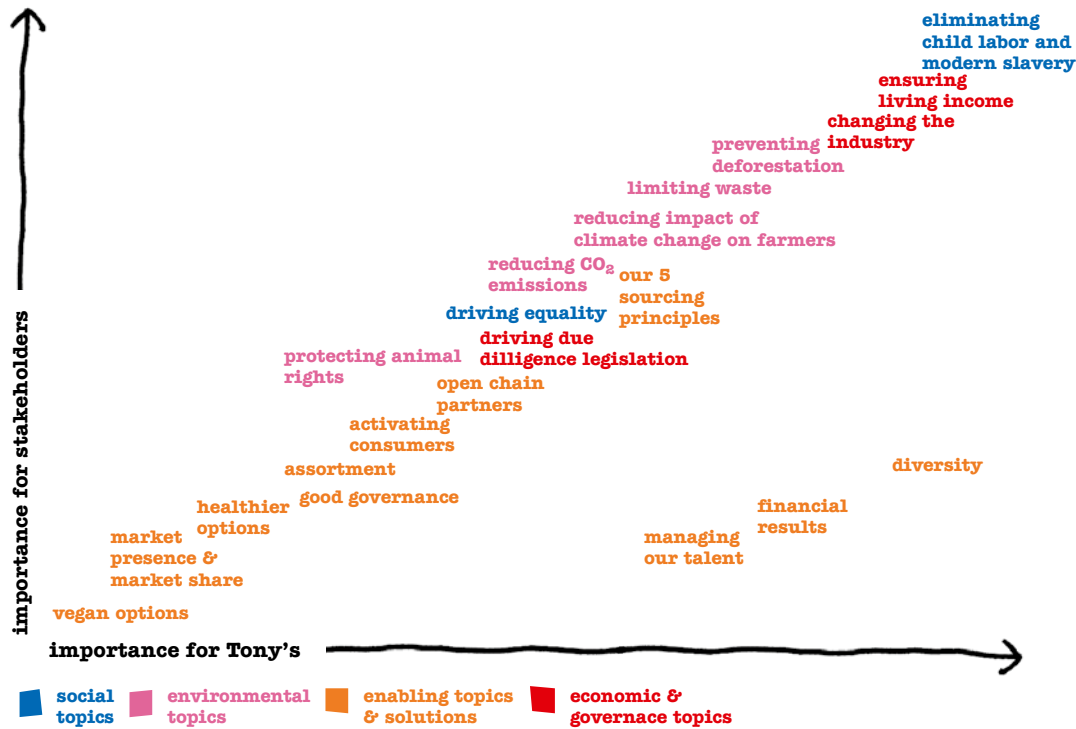 eliminating
child labor and
modern slavery
ensuring
living income
changing the
industry
preventing
deforestation
limiting waste
reducing impact of
climate change on farmers
reducing CO₂
emissions
our 5
sourcing
principles
driving equality
driving due
dilligence legislation
protecting animal
rights
open chain
partners
activating
consumers
assortment
diversity
good governance
healthier
options
financial
results
market
presence &
market share
managing
our talent
vegan options
importance for stakeholders
importance for Tony's
social
topics
environmental
topics
enabling topics
& solutions
economic &
governace topics